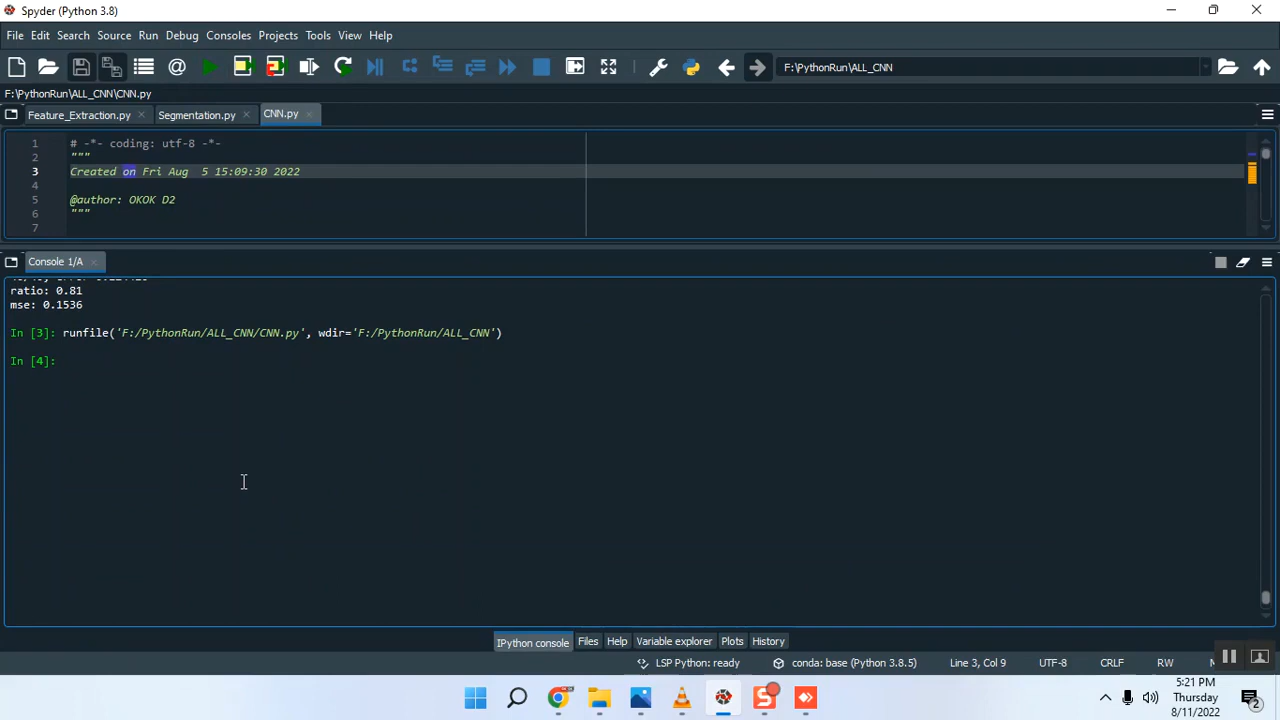 Spyder (Python 3.8)
File Edit Search Source Run Debug Consoles Projects Tools View Help
F:\PythonRun\ALL_CNN
F:\PythonRun\ALL_CNN\CNN.py
Feature_Extraction.py Segmentation.py CNN.py
1 # -*- coding: utf-8 -*-
2 """
3 Created on Fri Aug  5 15:09:30 2022
4
5 @author: OKOK D2
6 """
7
Console 1/A
ratio: 0.81
mse: 0.1536
In [3]: runfile('F:/PythonRun/ALL_CNN/CNN.py', wdir='F:/PythonRun/ALL_CNN')
In [4]:
IPython console Files Help Variable explorer Plots History
LSP Python: ready conda: base (Python 3.8.5) Line 3, Col 9 UTF-8 CRLF RW
5:21 PM
Thursday
8/11/2022
2